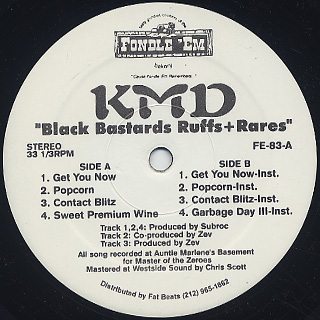 FONDLE 'EM
KMD
"Black Bastards Ruffs+Rares"
STEREO
33 1/3RPM
FE-83-A
SIDE A
1. Get You Now
2. Popcorn
3. Contact Blitz
4. Sweet Premium Wine
SIDE B
1. Get You Now-Inst.
2. Popcorn-Inst.
3. Contact Blitz-Inst.
4. Garbage Day III-Inst.
Track 1,2,4: Produced by Subroc
Track 2: Co-produced by Zev
Track 3: Produced by Zev
All song recorded at Auntie Marlene's Basement
for Master of the Zeroes
Mastered at Westside Sound by Chris Scott
Distributed by Fat Beats (212) 965-1862